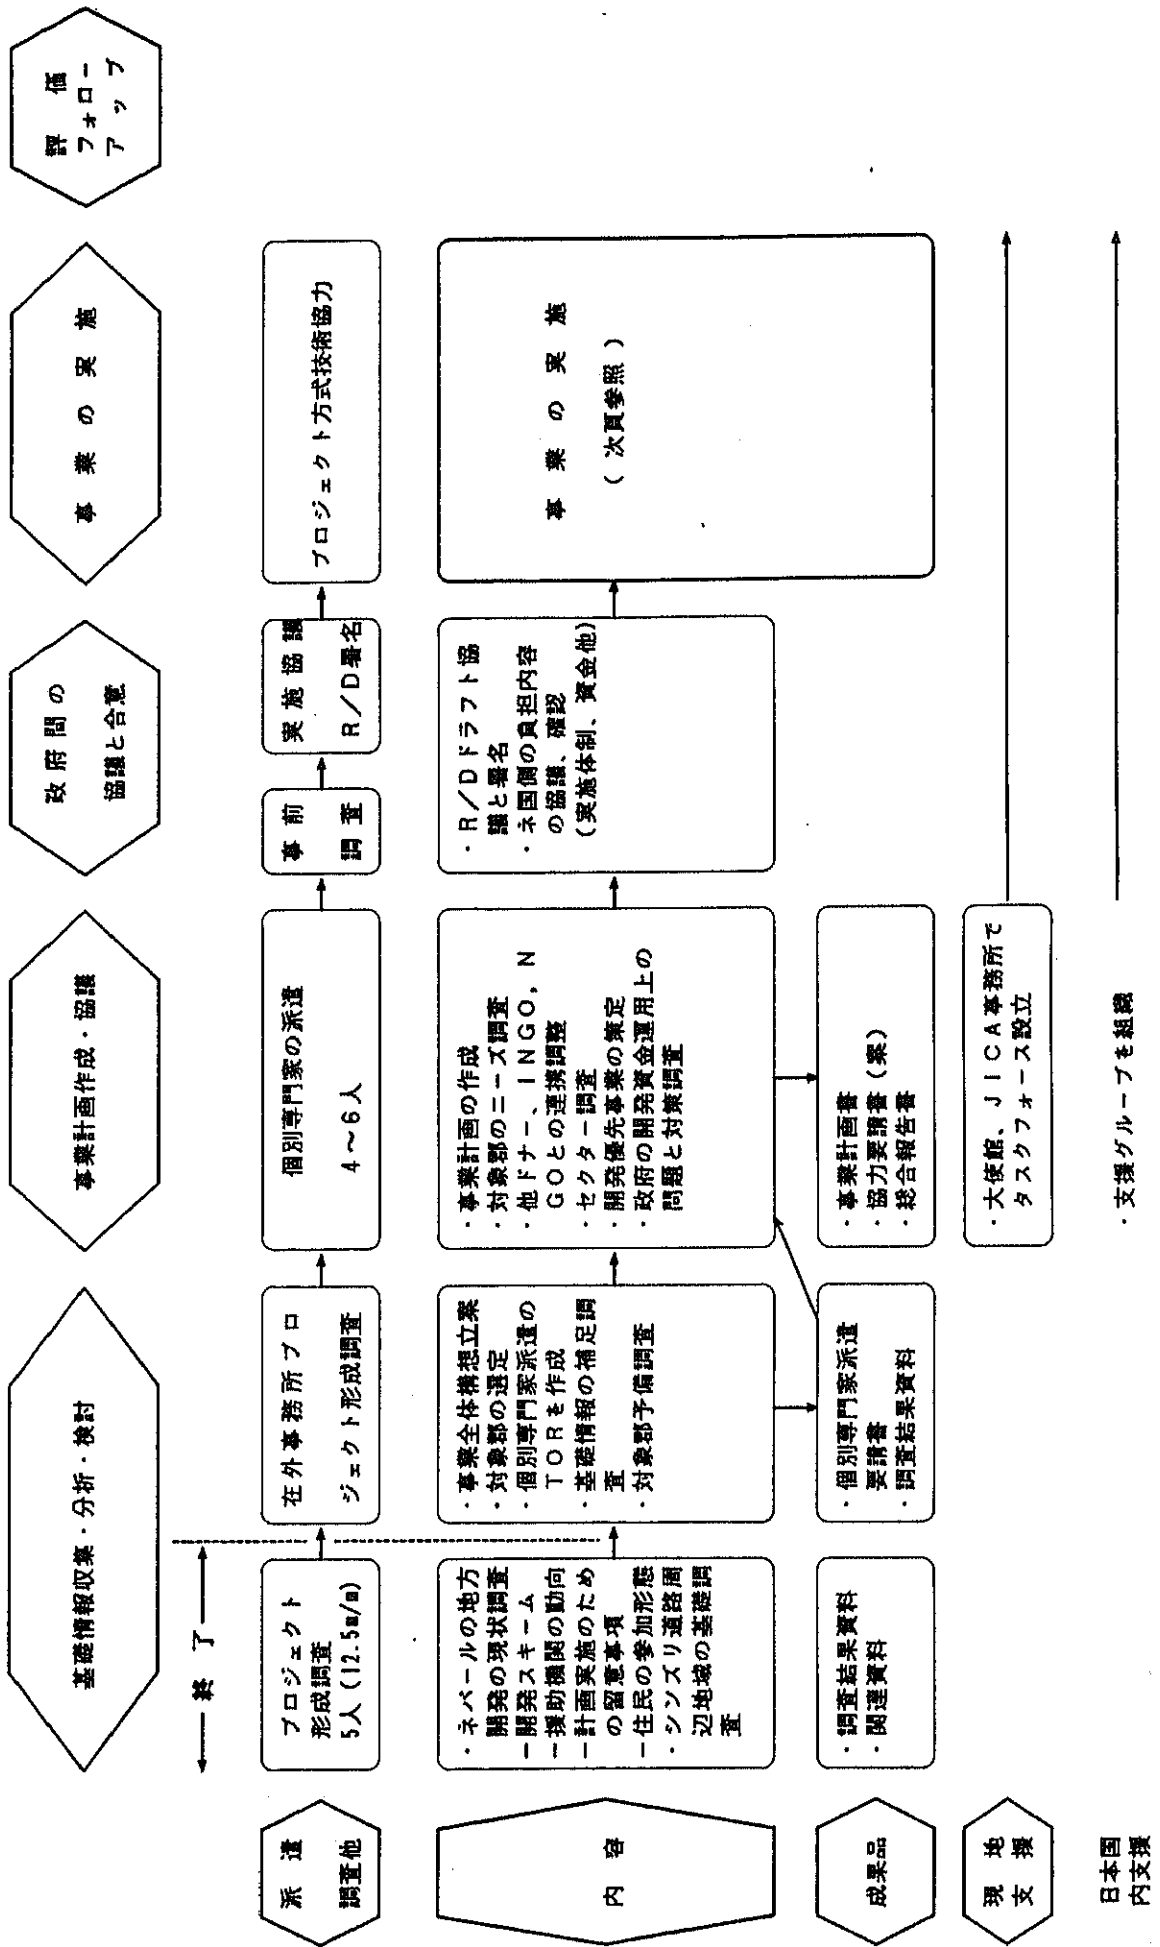 基礎情報収集・分析・検討
事業計画作成・協議
政府間の
協議と合意
事業の実施
評価
フォロー
アップ
終了
派遣
調査他
プロジェクト
形成調査
5人(12.5m/m)
在外事務所プロ
ジェクト形成調査
個別専門家の派遣
4～6人
事前
調査
実施協議
R/D署名
プロジェクト方式技術協力
内容
・ネパールの地方
開発の現状調査
－開発スキーム
－援助機関の動向
－計画実施のため
の留意事項
－住民の参加形態
・シンズリ道路周
辺地域の基礎調
査
・事業全体構想立案
・対象郡の選定
・個別専門家派遣の
TORを作成
・基礎情報の補足調
査
・対象郡予備調査
・事業計画の作成
・対象郡のニーズ調査
・他ドナー、INGO，N
GOとの連携調整
・セクター調査
・開発優先事業の策定
・政府の開発資金運用上の
問題と対策調査
・R/Dドラフト協
議と署名
・ネ国側の負担内容
の協議、確認
(実施体制、資金他)
事業の実施
(次頁参照)
成果品
・調査結果資料
・関連資料
・個別専門家派遣
要請書
・調査結果資料
・事業計画書
・協力要請書(案)
・総合報告書
現地
支援
・大使館、JICA事務所で
タスクフォース設立
日本国
内支援
・支援グループを組織